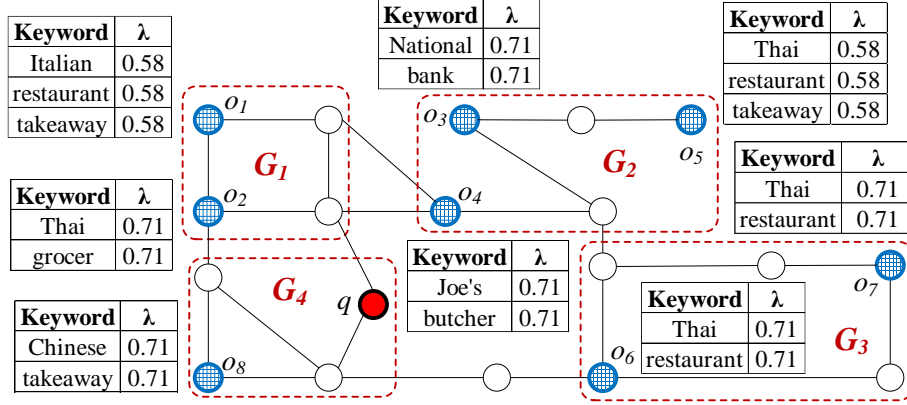 Keyword λ
Italian 0.58
restaurant 0.58
takeaway 0.58
Keyword λ
National 0.71
bank 0.71
Keyword λ
Thai 0.58
restaurant 0.58
takeaway 0.58
o1
o3
o5
G1
G2
Keyword λ
Thai 0.71
restaurant 0.71
Keyword λ
Thai 0.71
grocer 0.71
o2
o4
Keyword λ
Joe's 0.71
butcher 0.71
G4
q
o7
Keyword λ
Thai 0.71
restaurant 0.71
G3
Keyword λ
Chinese 0.71
takeaway 0.71
o8
o6